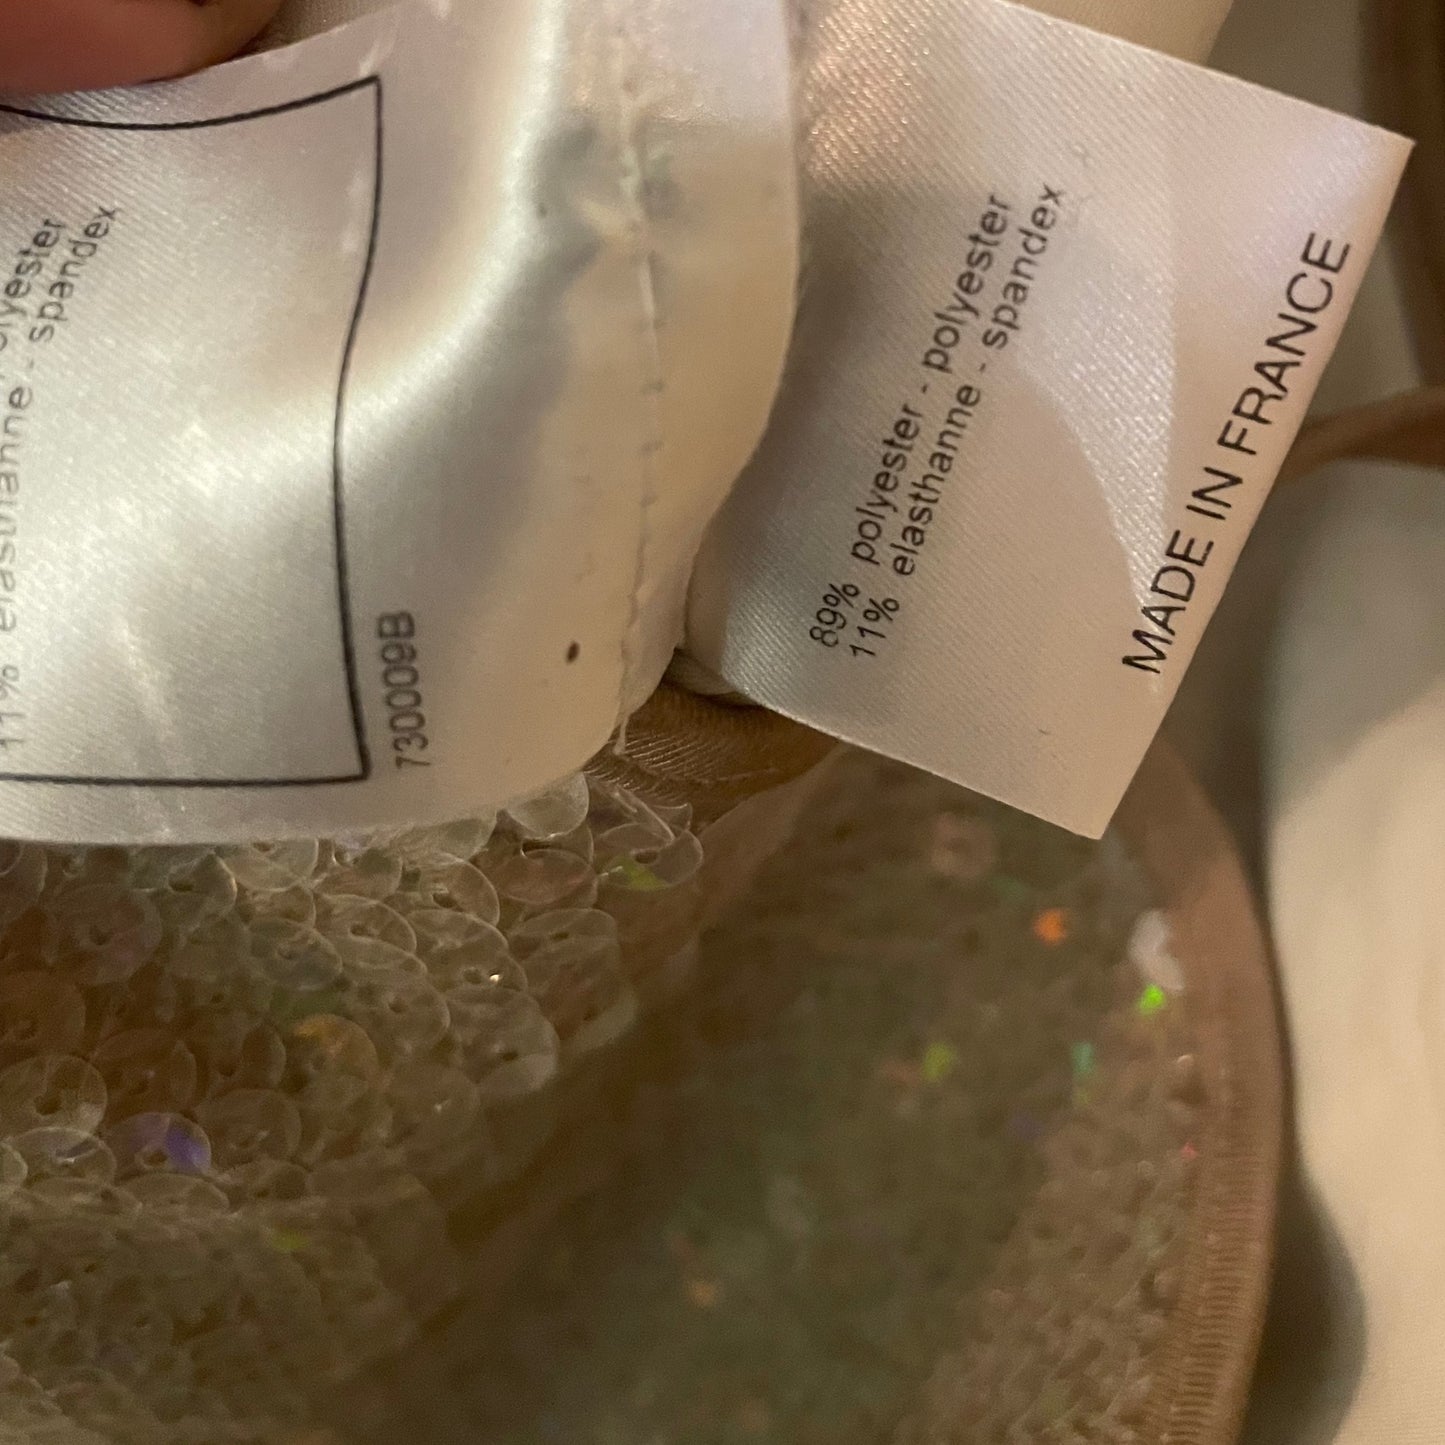 polyester
11% elasthanne - spandex
730009B
89% polyester - polyester
11% elasthanne - spandex
MADE IN FRANCE